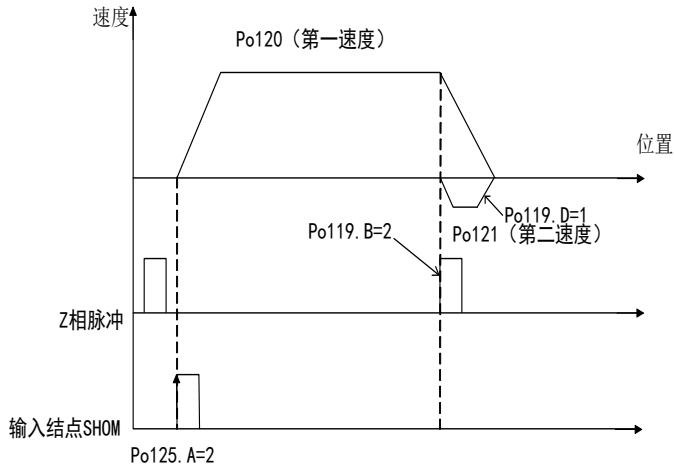 速度
Po120（第一速度）
位置
Po119.D=1
Po119.B=2
Po121（第二速度）
Z相脉冲
输入结点SHOM
Po125.A=2